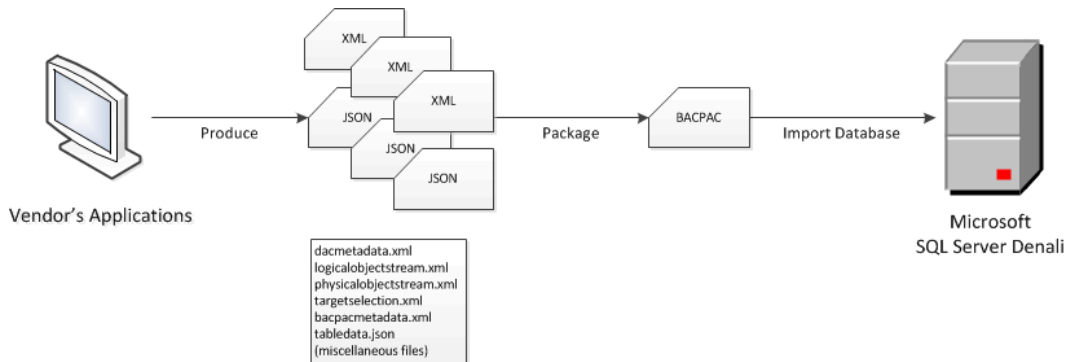 XML
XML
XML
JSON
JSON
JSON
Produce
Package
BACPAC
Import Database
Vendor's Applications
Microsoft
SQL Server Denali
dacmetadata.xml
logicalobjectstream.xml
physicalobjectstream.xml
targetselection.xml
bacpacmetadata.xml
tabledata.json
(miscellaneous files)